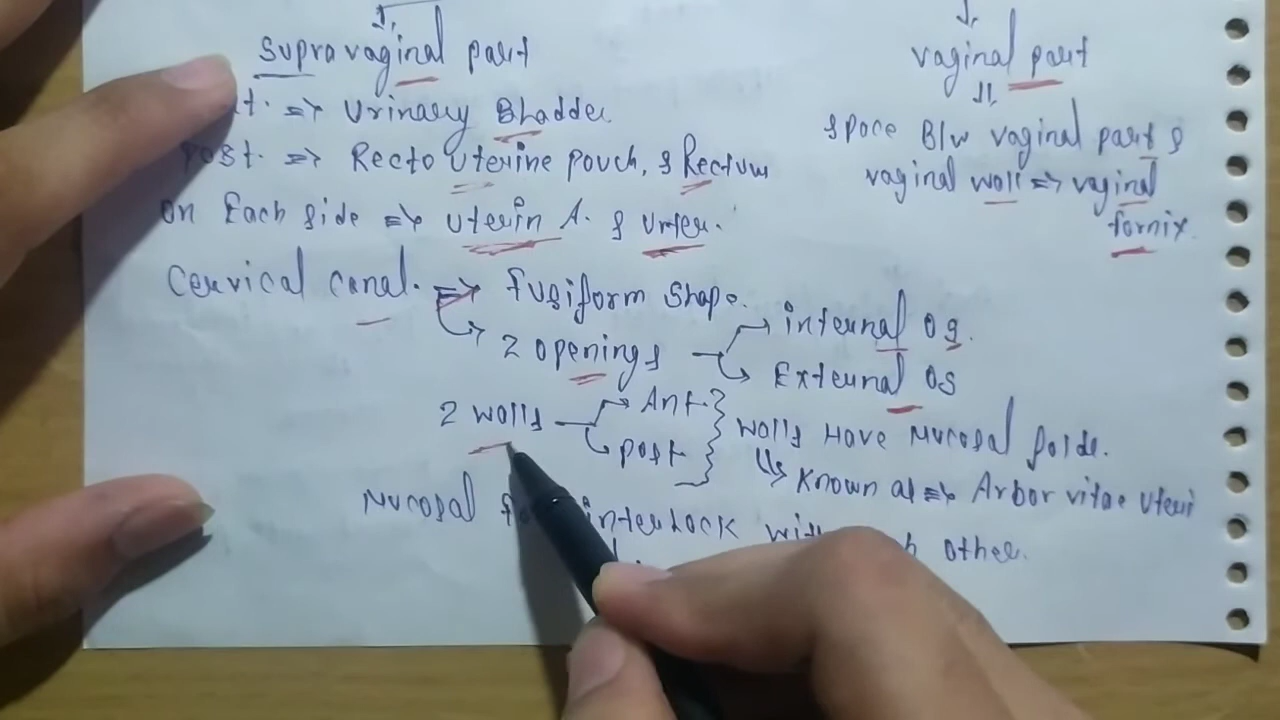 Supravaginal part
vaginal part
t. => Urinary Bladder.
post. => Recto Uterine pouch, & Rectum
on Each side => Uterin A. & Urter.
space B/w vaginal part &
vaginal wall => vaginal
fornix.
Cervical canal. => fusiform shape.
2 openings
internal os.
External os
2 walls
Ant.
post
walls Have Mucosal folds.
Known as => Arbor vitae Uteri
Mucosal interlock other.